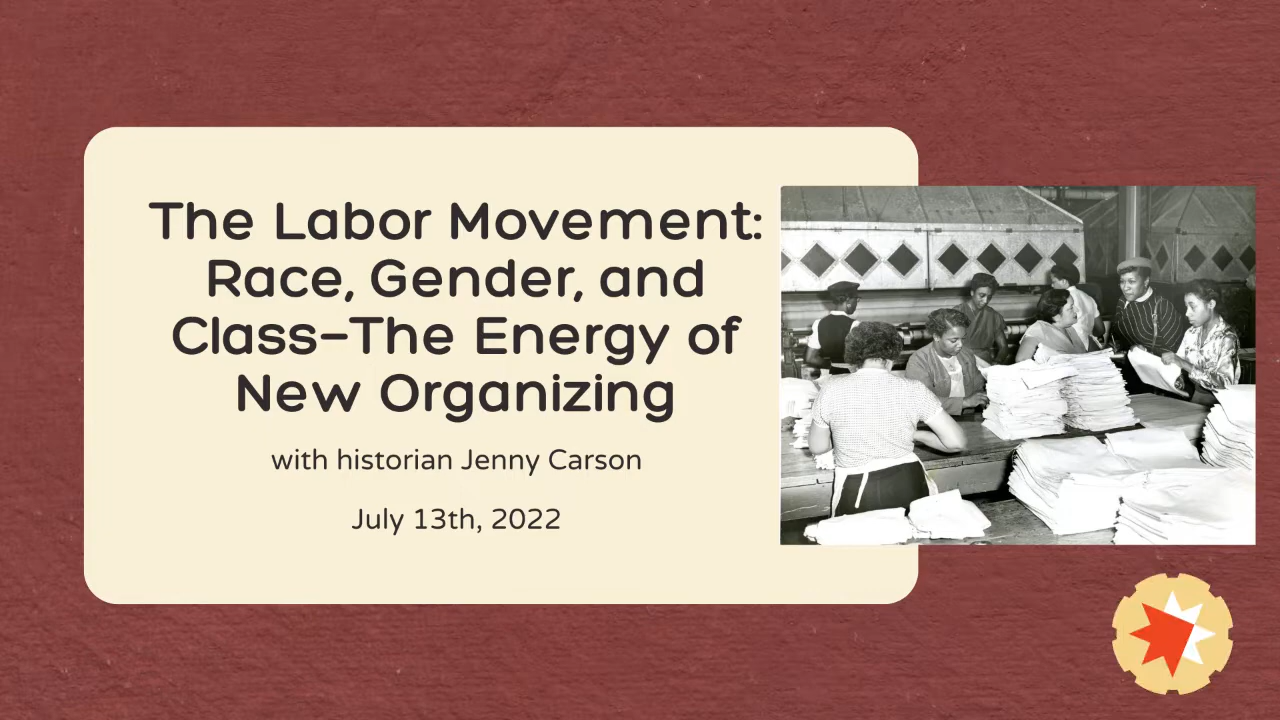 The Labor Movement:
Race, Gender, and
Class–The Energy of
New Organizing
with historian Jenny Carson
July 13th, 2022